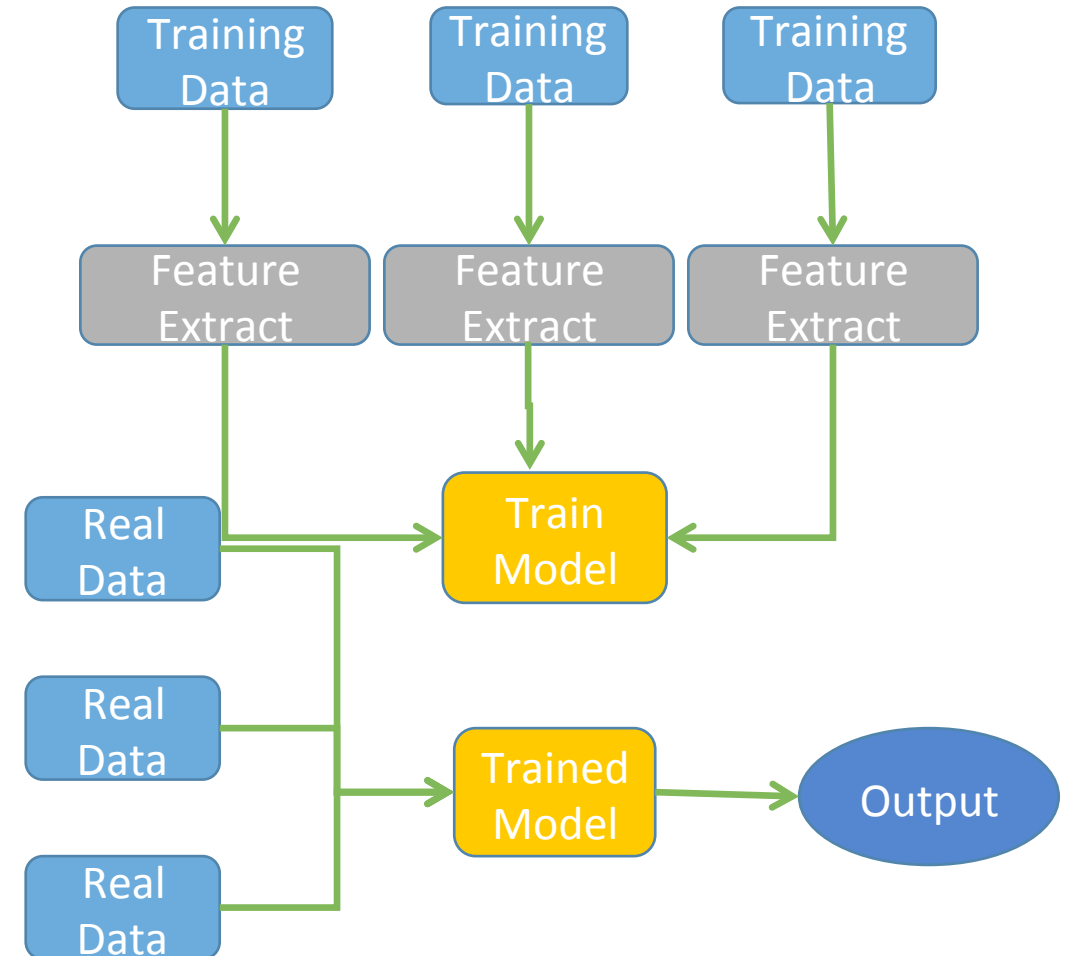 Training
Data
Training
Data
Training
Data
Feature
Extract
Feature
Extract
Feature
Extract
Real
Data
Train
Model
Real
Data
Trained
Model
Output
Real
Data